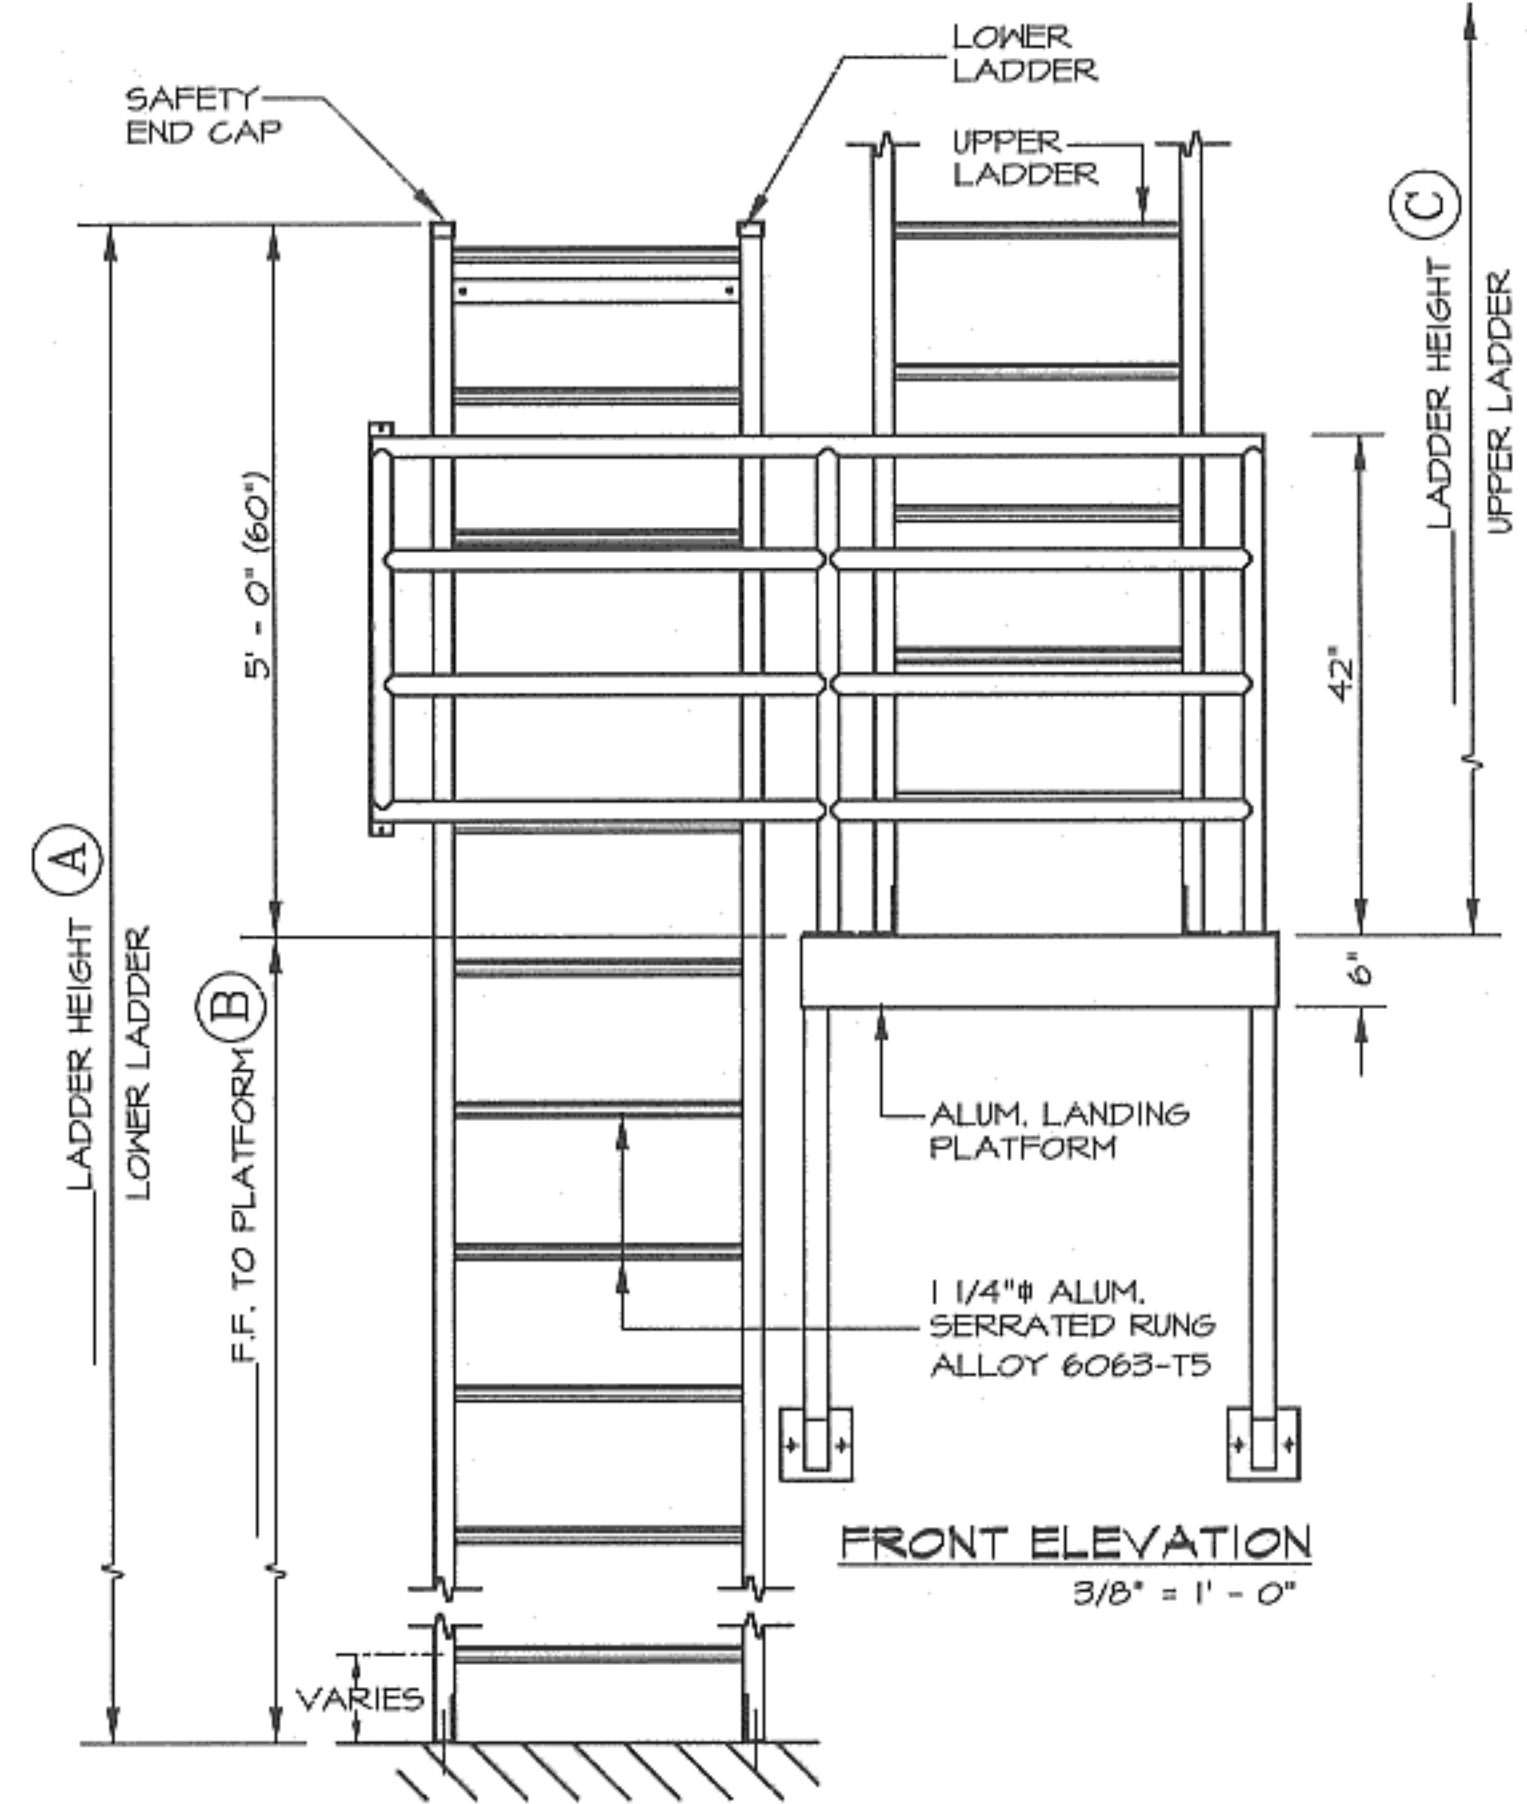 LOWER
LADDER
SAFETY
END CAP
UPPER
LADDER
C
LADDER HEIGHT
UPPER LADDER
5' - 0" (60")
42"
A
LADDER HEIGHT
LOWER LADDER
B
F.F. TO PLATFORM
6"
ALUM. LANDING
PLATFORM
1 1/4"ϕ ALUM.
SERRATED RUNG
ALLOY 6063-T5
FRONT ELEVATION
3/8" = 1' - 0"
VARIES